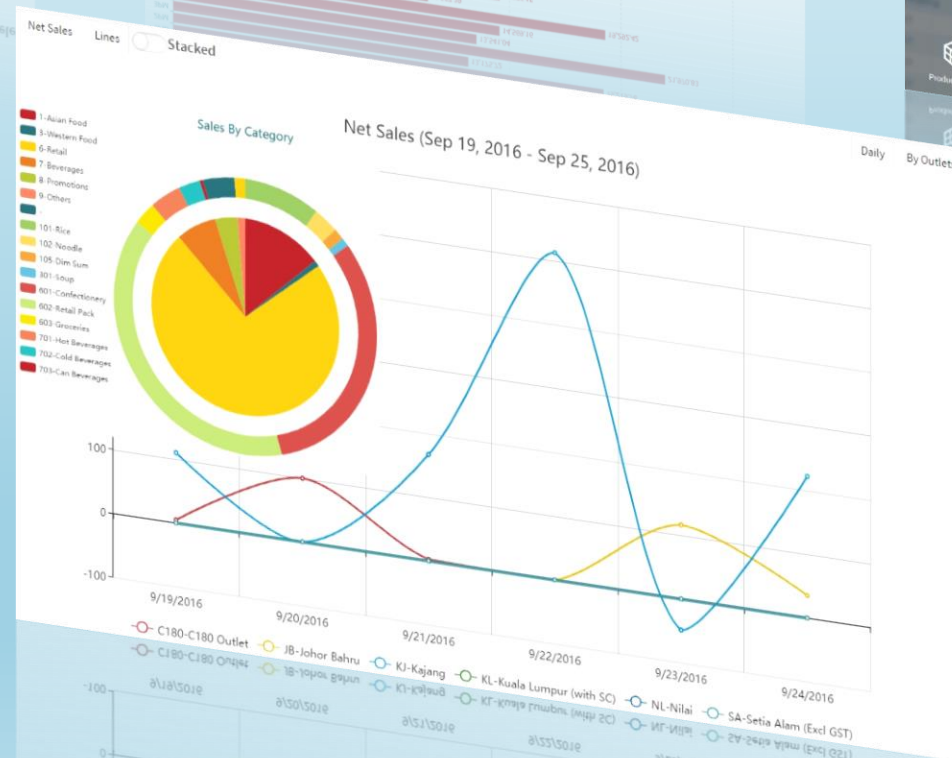 Net Sales Lines Stacked
Net Sales (Sep 19, 2016 - Sep 25, 2016)
Daily By Outlets
Sales By Category
1-Asian Food
3-Western Food
6-Retail
7-Beverages
8-Promotions
9-Others
-
101-Rice
102-Noodle
105-Dim Sum
301-Soup
601-Confectionery
602-Retail Pack
603-Groceries
701-Hot Beverages
702-Cold Beverages
703-Can Beverages
100
0
-100
9/19/2016
9/20/2016
9/21/2016
9/22/2016
9/23/2016
9/24/2016
C180-C180 Outlet
JB-Johor Bahru
KJ-Kajang
KL-Kuala Lumpur (with SC)
NL-Nilai
SA-Setia Alam (Excl GST)